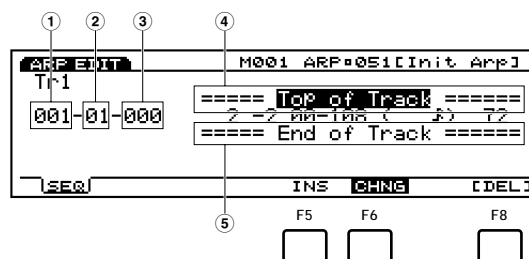 ① ② ③ ④
ARP EDIT M001 ARP:051[Init Arp]
Tr1
===== Top of Track ======
001-01-000
===== End of Track ======
SEQ INS CHNG [DEL]
⑤ F5 F6 F8